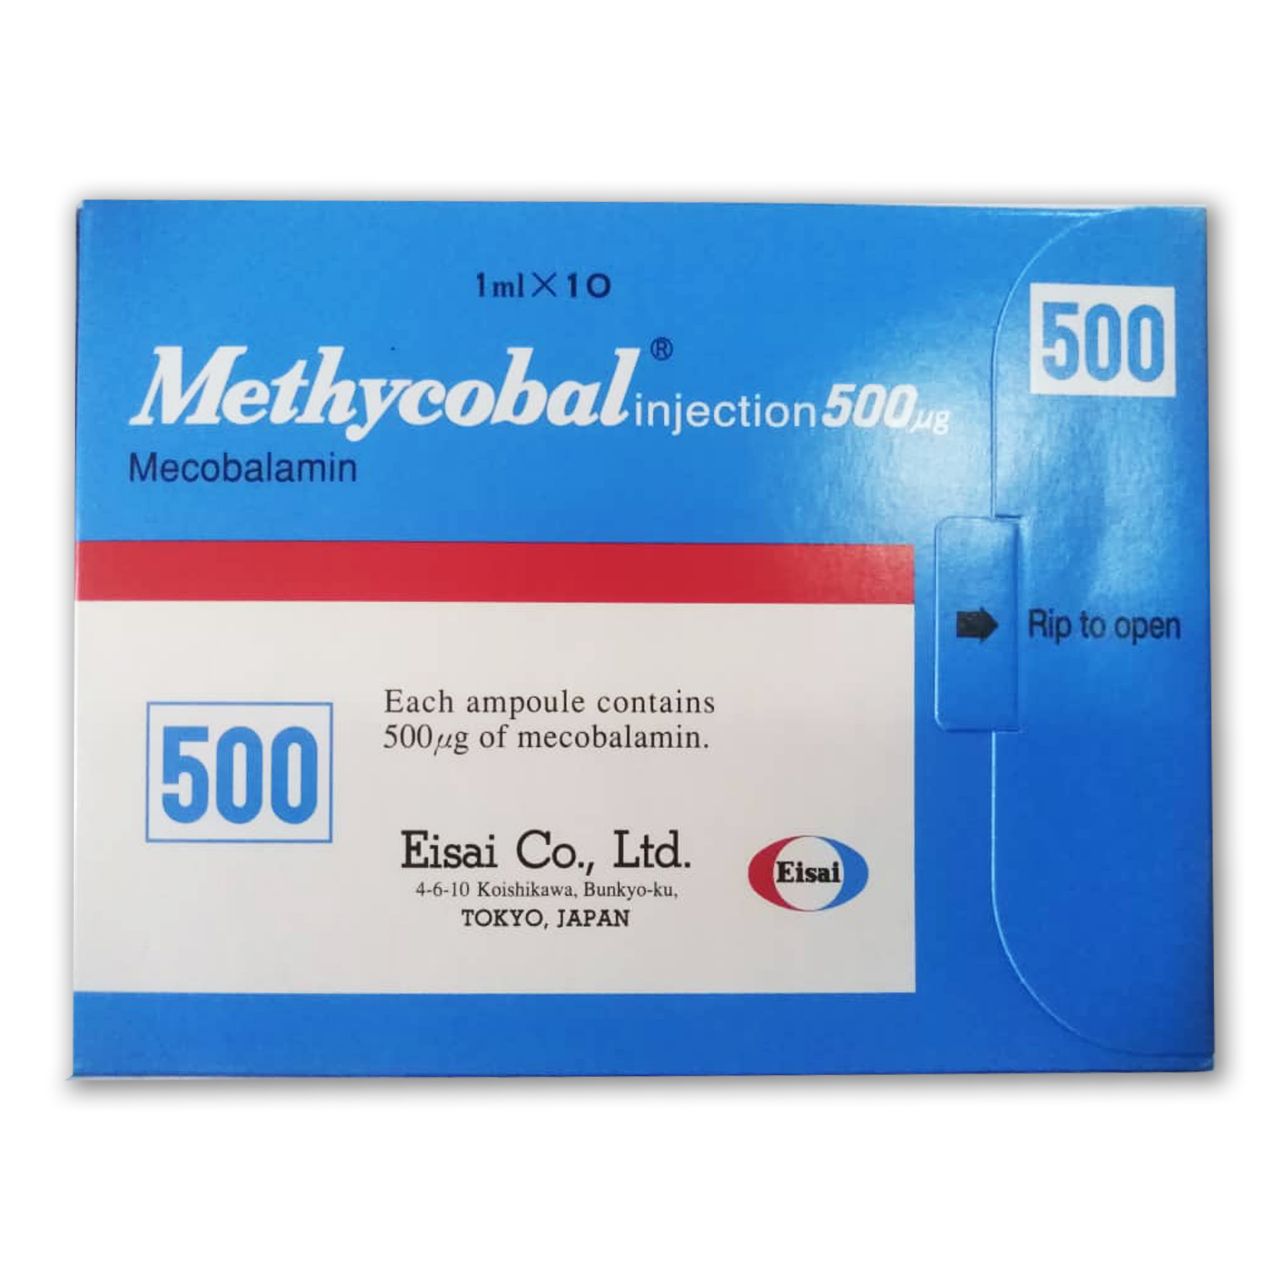 1ml×10
500
Methycobal® injection 500µg
Mecobalamin
Rip to open
Each ampoule contains
500µg of mecobalamin.
500
Eisai Co., Ltd.
Eisai
4-6-10 Koishikawa, Bunkyo-ku,
TOKYO, JAPAN